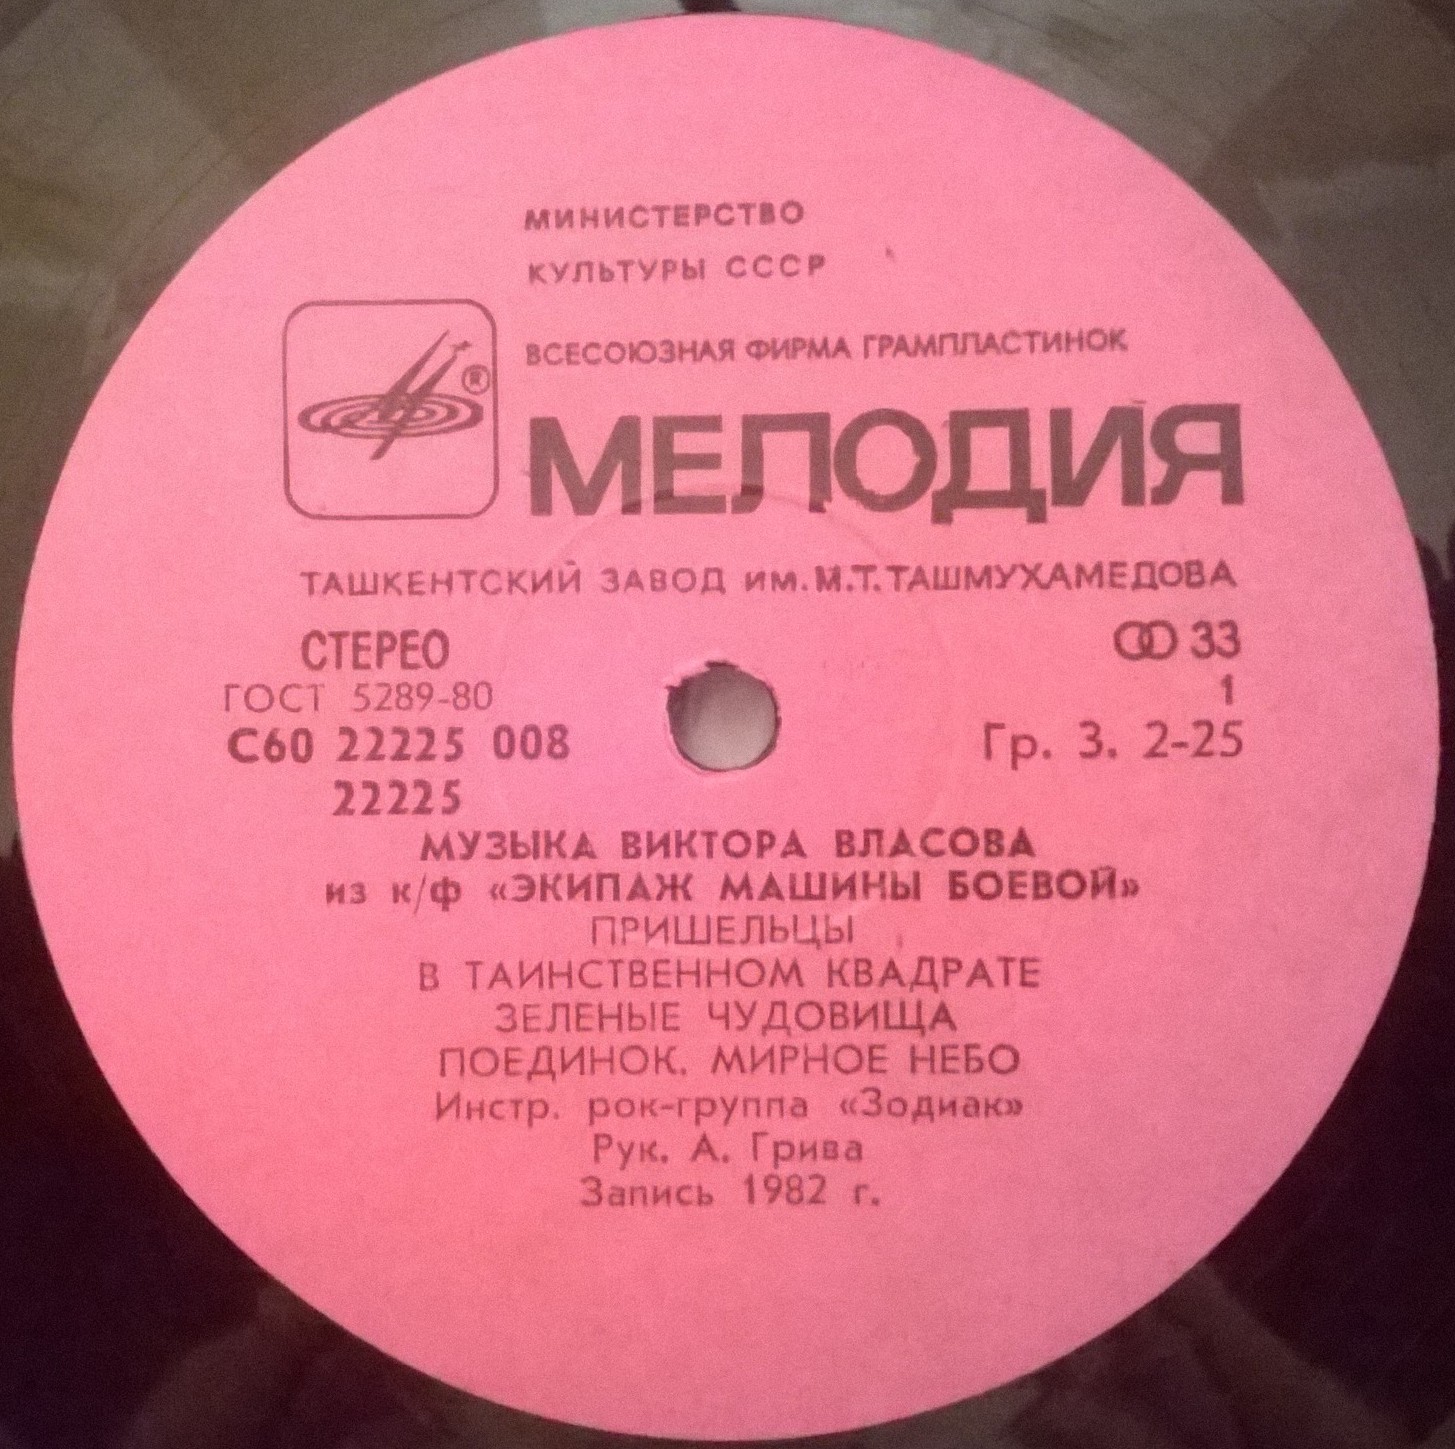 МИНИСТЕРСТВО
КУЛЬТУРЫ СССР
ВСЕСОЮЗНАЯ ФИРМА ГРАМПЛАСТИНОК
®
МЕЛОДИЯ
ТАШКЕНТСКИЙ ЗАВОД ИМ. М.Т. ТАШМУХАМЕДОВА
СТЕРЕО
33
ГОСТ 5289-80
1
С60 22225 008
Гр. 3. 2-25
22225
МУЗЫКА ВИКТОРА ВЛАСОВА
из к/ф «ЭКИПАЖ МАШИНЫ БОЕВОЙ»
ПРИШЕЛЬЦЫ
В ТАИНСТВЕННОМ КВАДРАТЕ
ЗЕЛЕНЫЕ ЧУДОВИЩА
ПОЕДИНОК. МИРНОЕ НЕБО
Инстр. рок-группа «Зодиак»
Рук. А. Грива
Запись 1982 г.